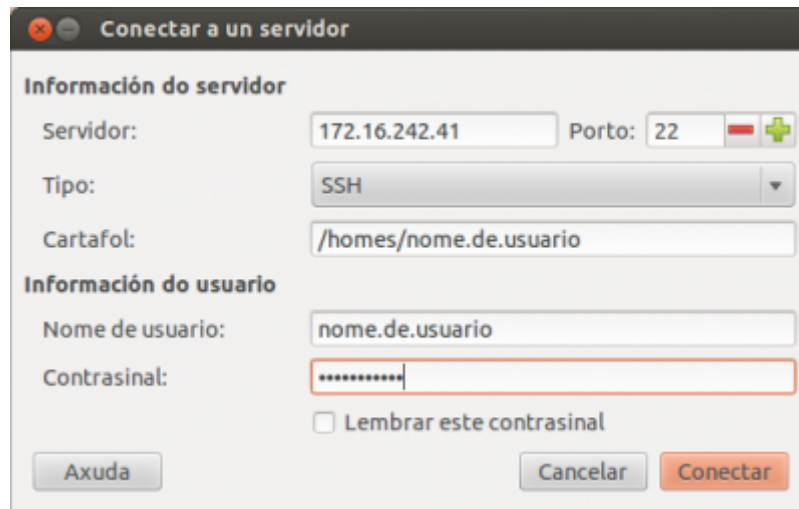 Conectar a un servidor
Información do servidor
Servidor: 172.16.242.41 Porto: 22
Tipo: SSH
Cartafol: /homes/nome.de.usuario
Información do usuario
Nome de usuario: nome.de.usuario
Contrasinal: •••••••••••
Lembrar este contrasinal
Axuda Cancelar Conectar